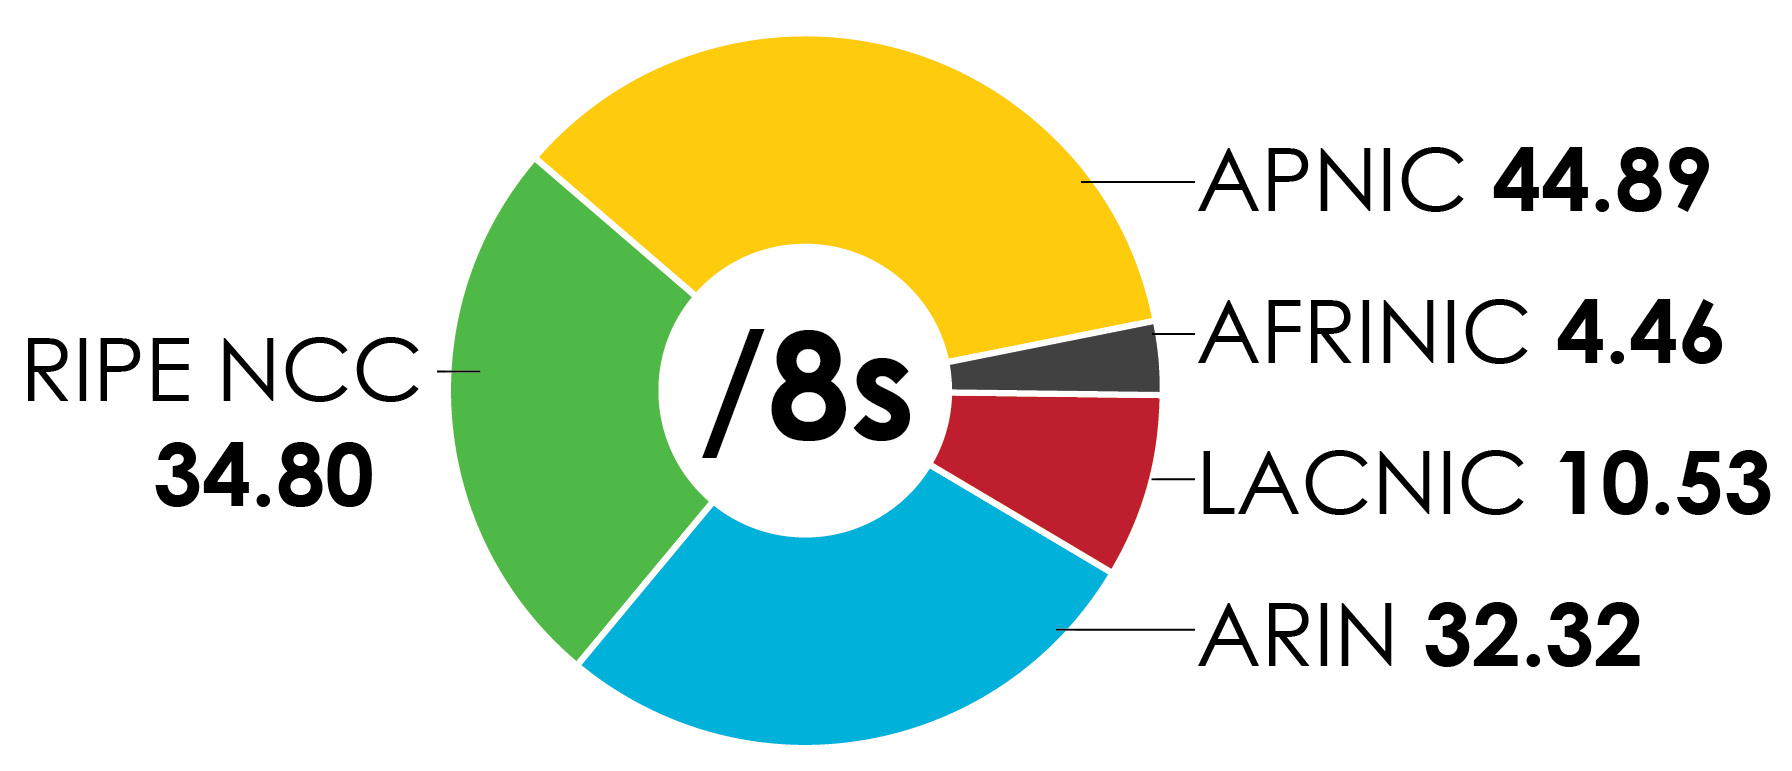 APNIC 44.89
AFRINIC 4.46
RIPE NCC
34.80
/8s
LACNIC 10.53
ARIN 32.32